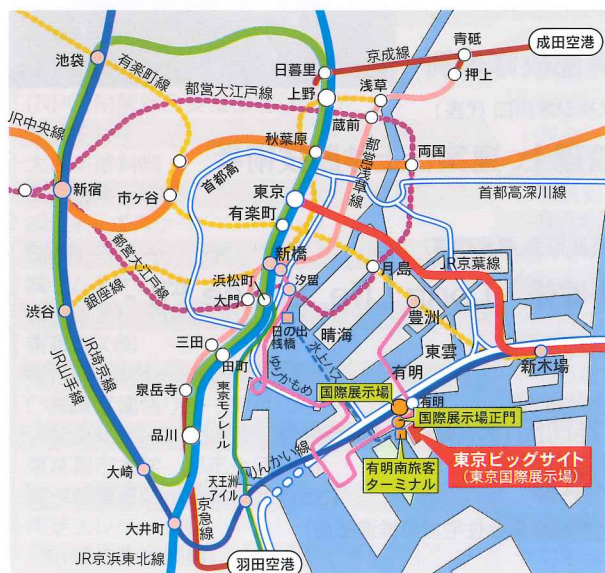 池袋
有楽町線
日暮里
京成線
青砥
成田空港
上野
浅草
押上
都営大江戸線
蔵前
JR中央線
秋葉原
両国
首都高
都営浅草線
新宿
市ヶ谷
東京
首都高深川線
有楽町
都営大江戸線
新橋
月島
JR京葉線
浜松町
汐留
銀座線
大門
豊洲
渋谷
日の出
桟橋
晴海
三田
田町
水上バス
東雲
ゆりかもめ
有明
新木場
JR埼京線
JR山手線
泉岳寺
東京モノレール
国際展示場
有明
国際展示場正門
品川
りんかい線
東京ビッグサイト
(東京国際展示場)
有明南旅客
ターミナル
大崎
天王洲
アイル
京急線
大井町
JR京浜東北線
羽田空港